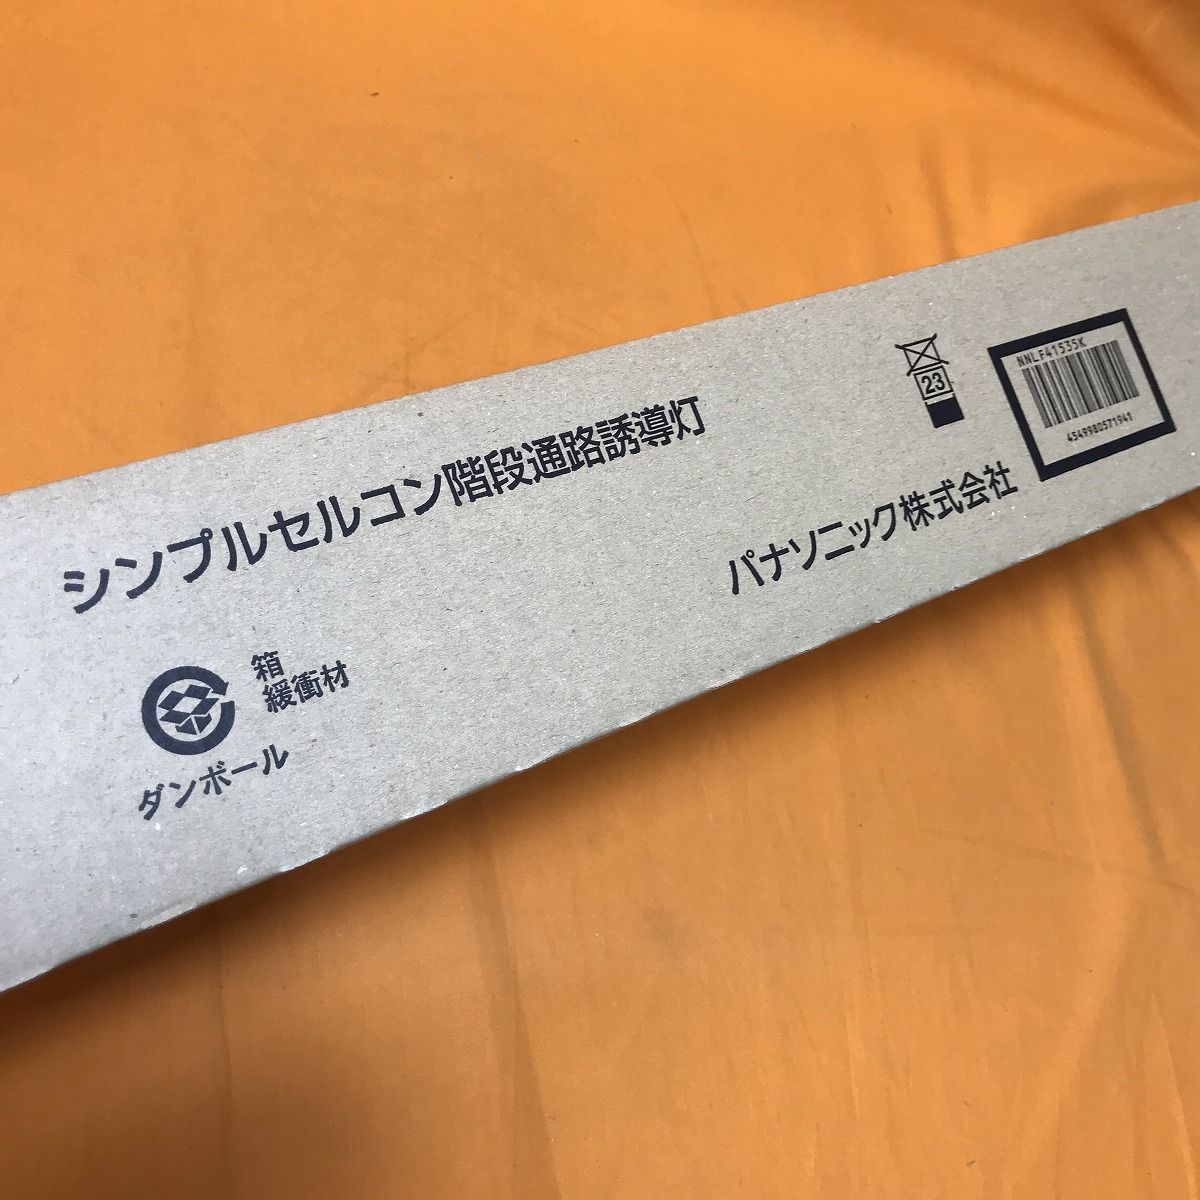 シンプルセルコン階段通路誘導灯
23
NNLF41535K
4549980571941
パナソニック株式会社
箱
緩衝材
ダンボール